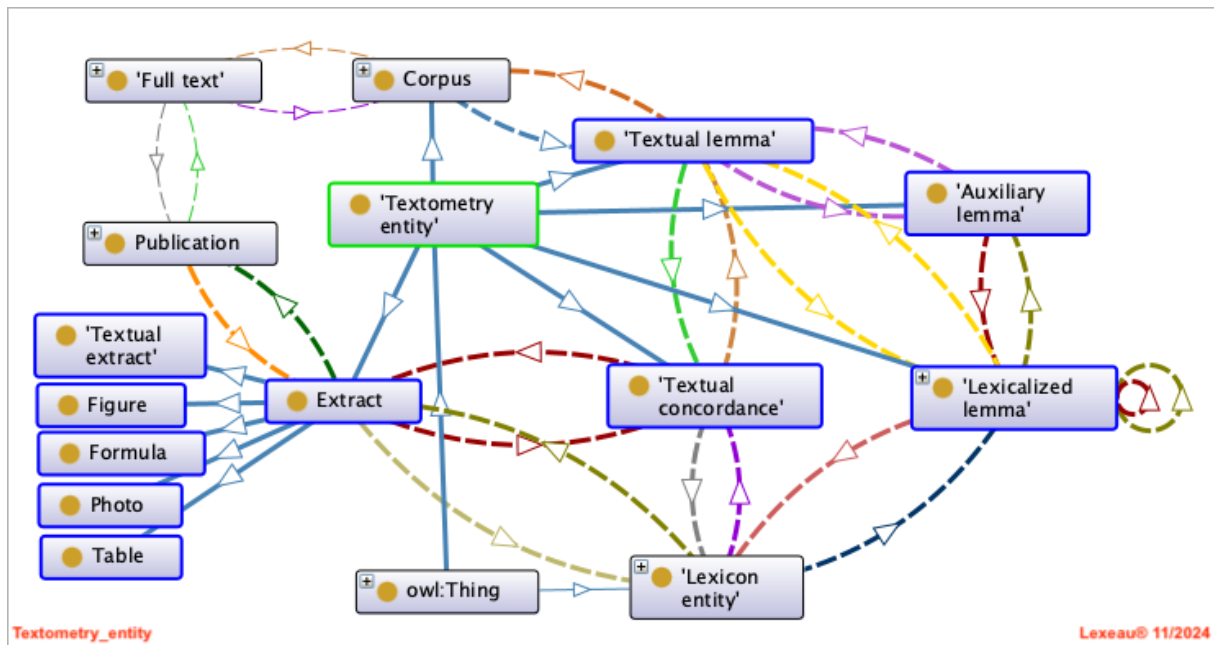 'Full text'
Corpus
'Textual lemma'
'Auxiliary
lemma'
'Textometry
entity'
Publication
'Textual
extract'
Figure
Formula
Photo
Table
Extract
'Textual
concordance'
'Lexicalized
lemma'
owl:Thing
'Lexicon
entity'
Textometry_entity
Lexeau® 11/2024